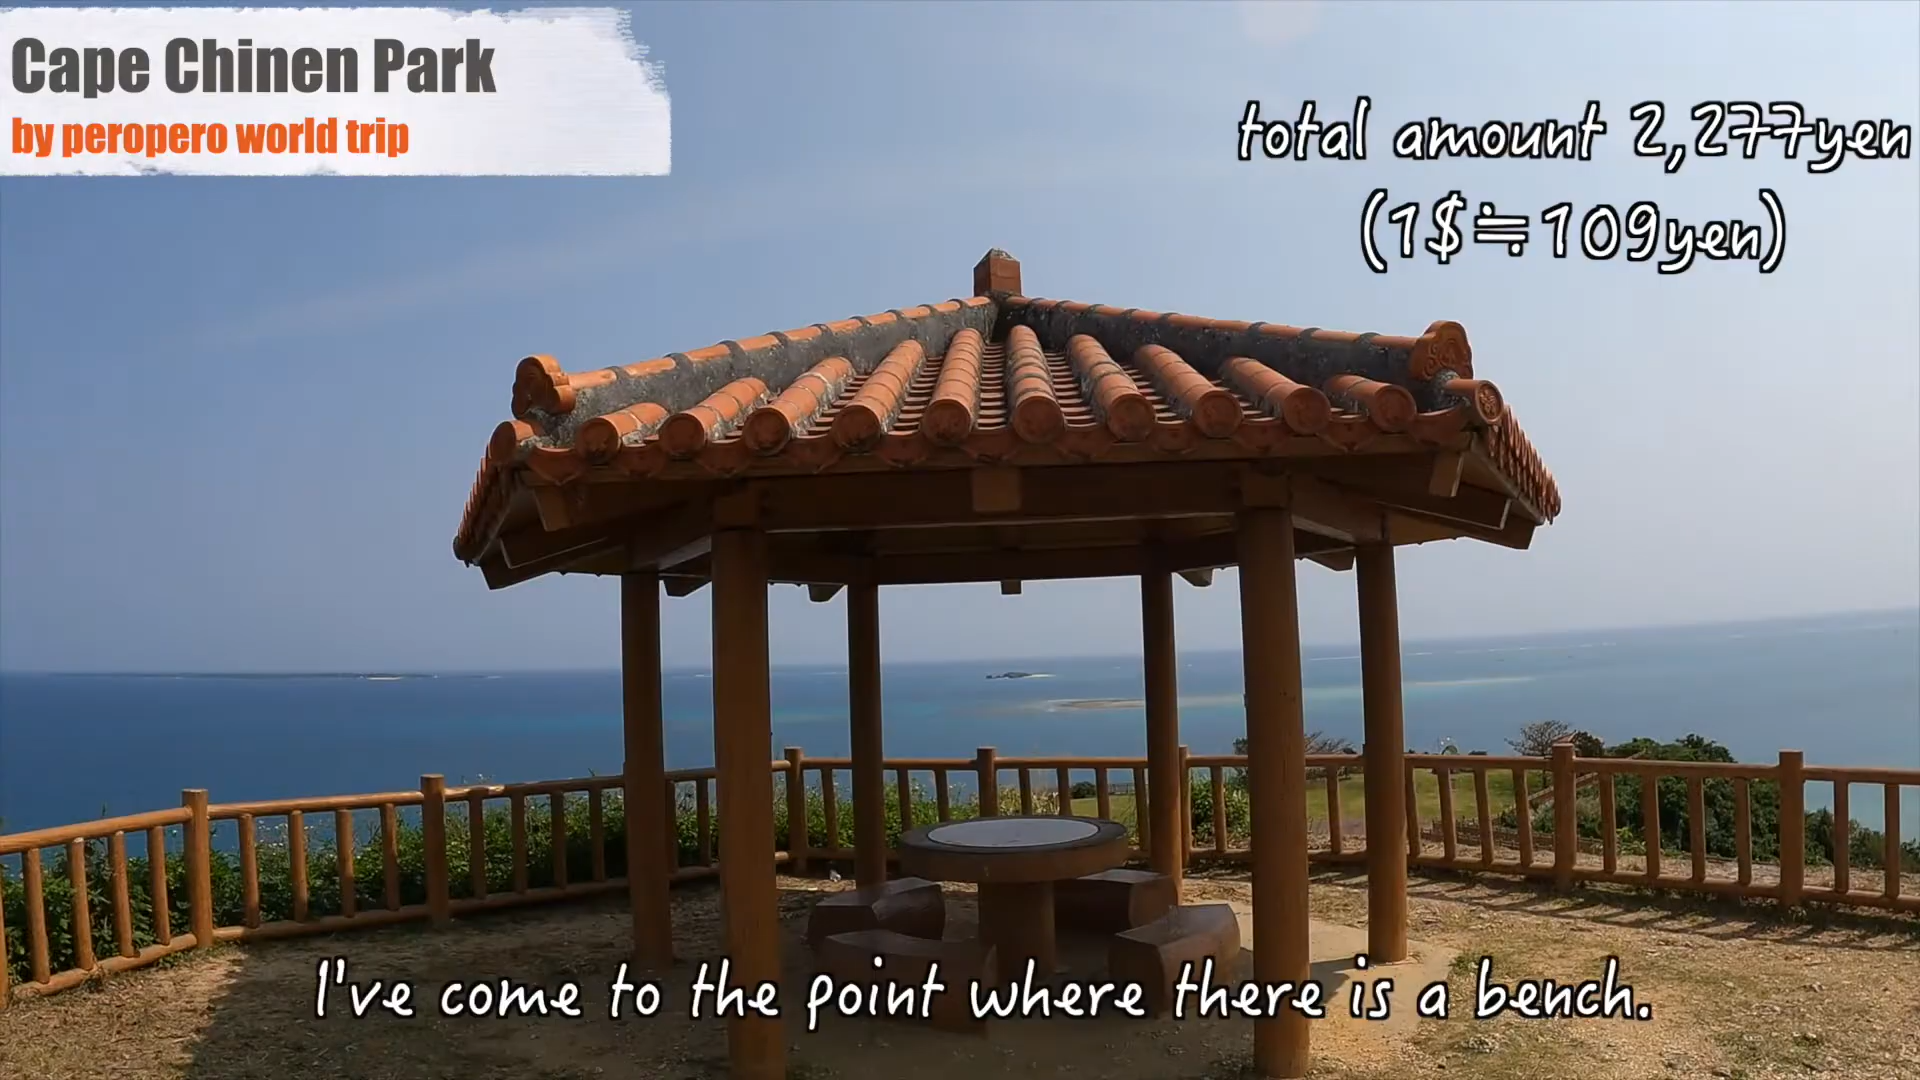 Cape Chinen Park
by peropero world trip
total amount 2,277yen
(1$≒109yen)
I've come to the point where there is a bench.